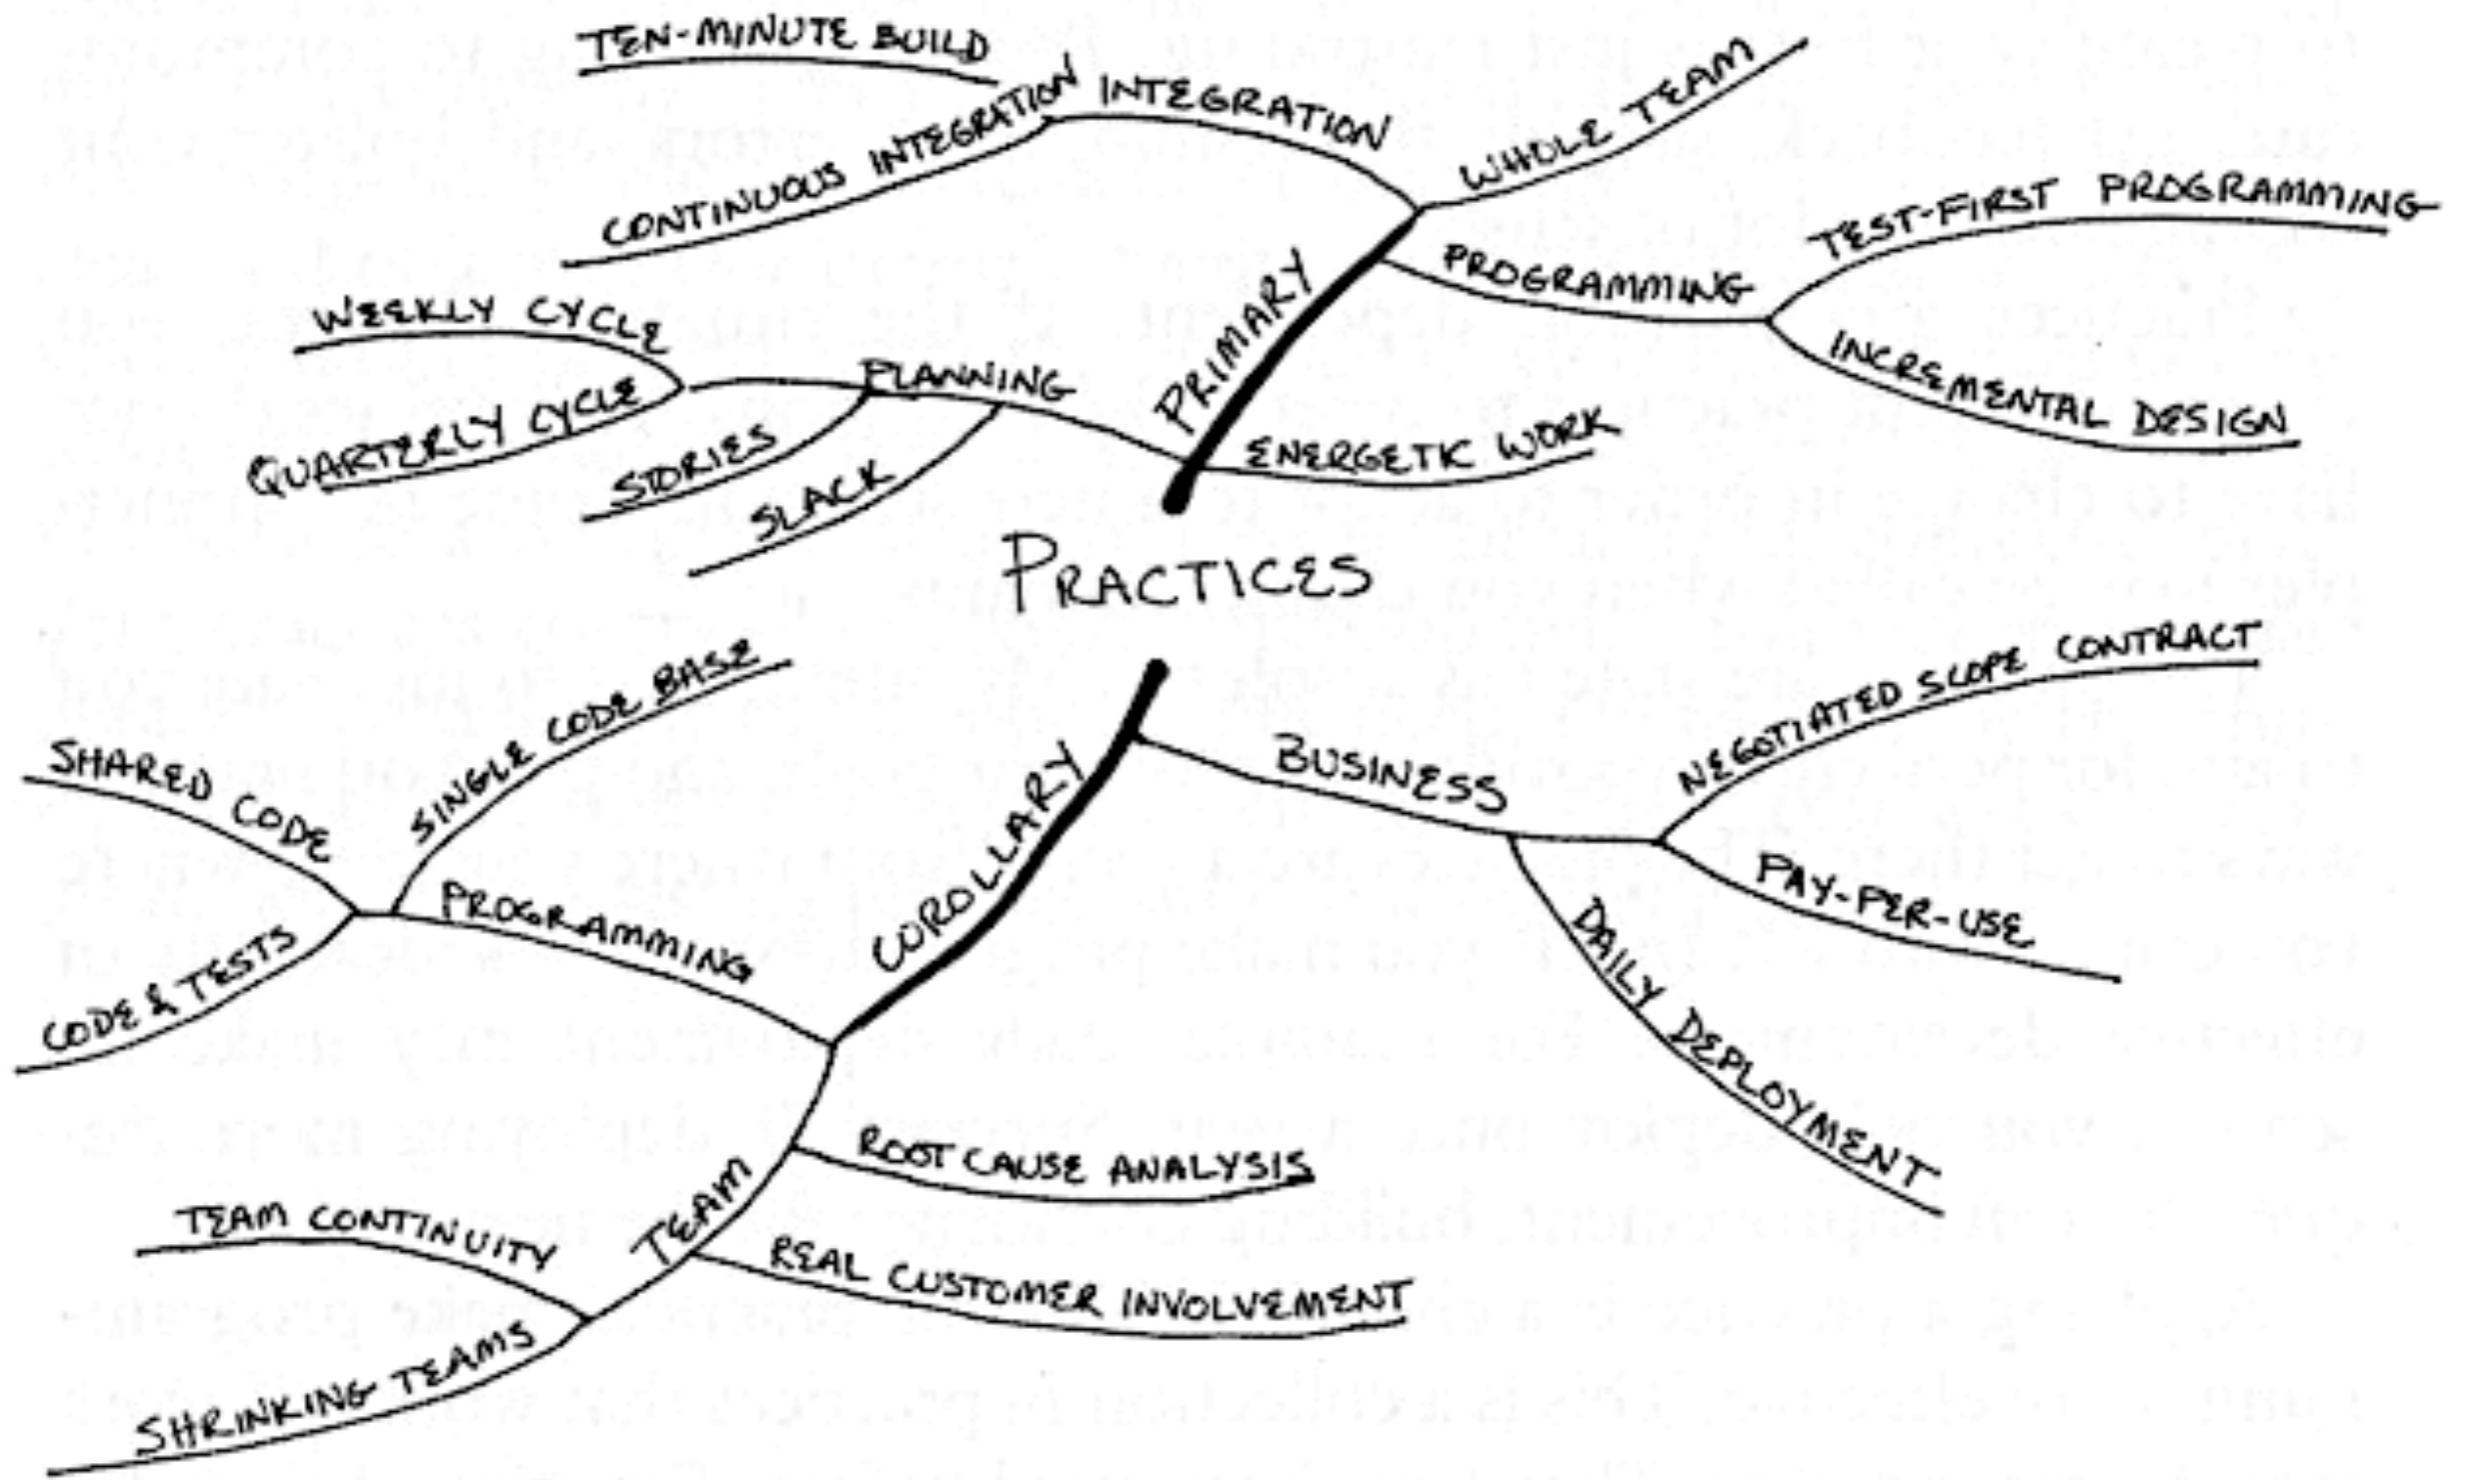 TEN-MINUTE BUILD
CONTINUOUS INTEGRATION
INTEGRATION
WHOLE TEAM
TEST-FIRST PROGRAMMING
PROGRAMMING
INCREMENTAL DESIGN
PRIMARY
WEEKLY CYCLE
QUARTERLY CYCLE
PLANNING
STORIES
SLACK
ENERGETIC WORK
PRACTICES
SINGLE CODE BASE
SHARED CODE
PROGRAMMING
CODE & TESTS
COROLLARY
BUSINESS
NEGOTIATED SCOPE CONTRACT
PAY-PER-USE
DAILY DEPLOYMENT
ROOT CAUSE ANALYSIS
TEAM
REAL CUSTOMER INVOLVEMENT
TEAM CONTINUITY
SHRINKING TEAMS